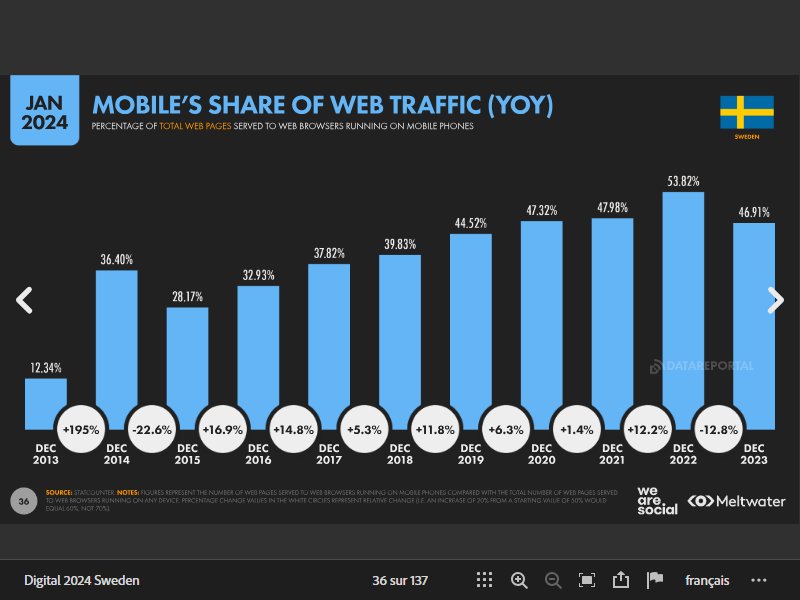 JAN
2024
MOBILE'S SHARE OF WEB TRAFFIC (YOY)
PERCENTAGE OF TOTAL WEB PAGES SERVED TO WEB BROWSERS RUNNING ON MOBILE PHONES
SWEDEN
12.34%
36.40%
28.17%
32.93%
37.82%
39.83%
44.52%
47.32%
47.98%
53.82%
46.91%
DATAREPORTAL
+195%
-22.6%
+16.9%
+14.8%
+5.3%
+11.8%
+6.3%
+1.4%
+12.2%
-12.8%
DEC
2013
DEC
2014
DEC
2015
DEC
2016
DEC
2017
DEC
2018
DEC
2019
DEC
2020
DEC
2021
DEC
2022
DEC
2023
36
SOURCE: STATCOUNTER. NOTES: FIGURES REPRESENT THE NUMBER OF WEB PAGES SERVED TO WEB BROWSERS RUNNING ON MOBILE PHONES COMPARED WITH THE TOTAL NUMBER OF WEB PAGES SERVED
TO WEB BROWSERS RUNNING ON ANY DEVICE. PERCENTAGE CHANGE VALUES IN THE WHITE CIRCLES REPRESENT RELATIVE CHANGE (I.E. AN INCREASE OF 20% FROM A STARTING VALUE OF 50% WOULD
EQUAL 60%, NOT 70%).
we
are.
social
Meltwater
Digital 2024 Sweden
36 sur 137
français